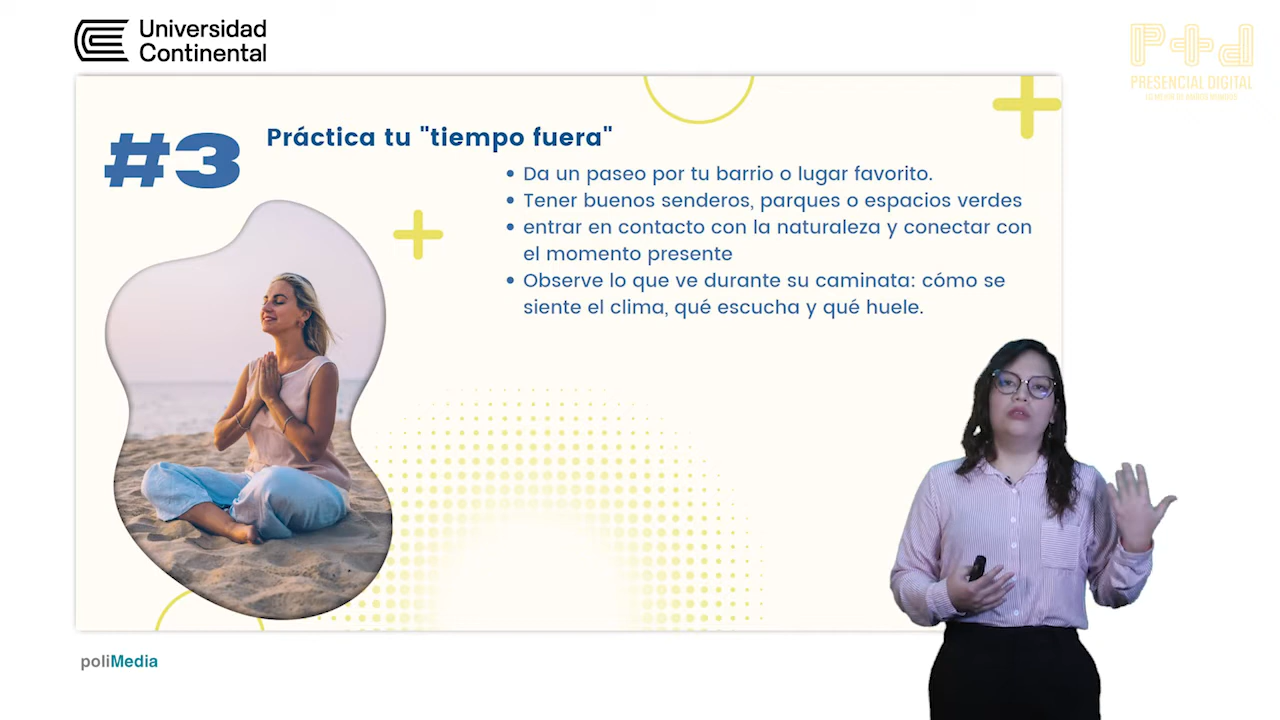 Universidad
Continental
P+d
PRESENCIAL DIGITAL
#3
Práctica tu "tiempo fuera"
• Da un paseo por tu barrio o lugar favorito.
• Tener buenos senderos, parques o espacios verdes
• entrar en contacto con la naturaleza y conectar con
el momento presente
• Observe lo que ve durante su caminata: cómo se
siente el clima, qué escucha y qué huele.
poliMedia